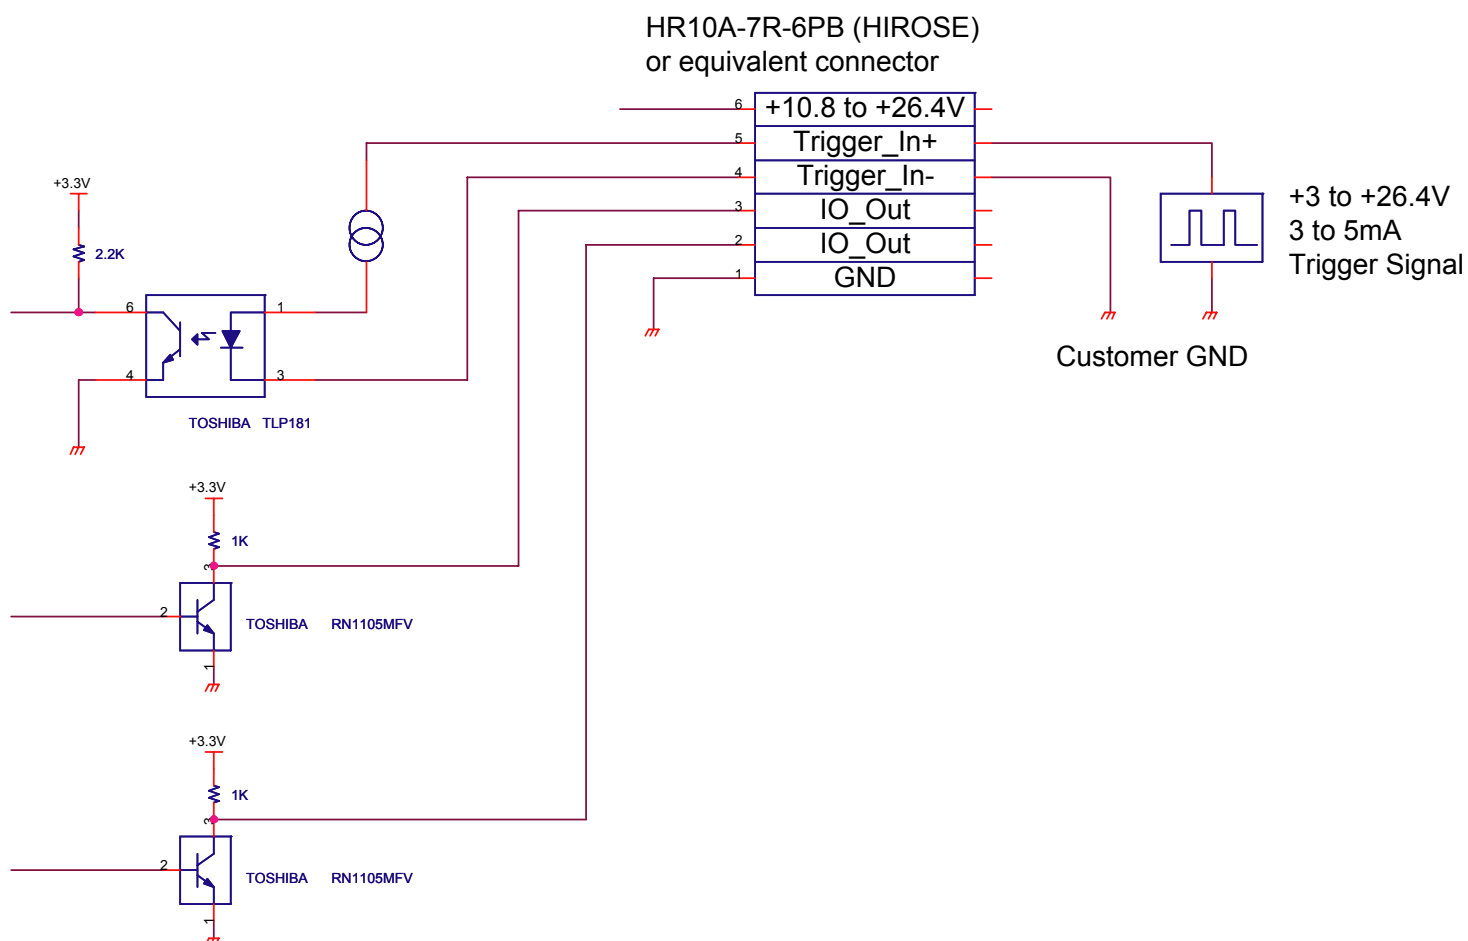 HR10A-7R-6PB (HIROSE)
or equivalent connector
6 +10.8 to +26.4V
5 Trigger_In+
4 Trigger_In-
3 IO_Out
2 IO_Out
1 GND
+3 to +26.4V
3 to 5mA
Trigger Signal
Customer GND
+3.3V
2.2K
6 1
4 3
TOSHIBA TLP181
+3.3V
1K
3
2
TOSHIBA RN1105MFV
1
+3.3V
1K
3
2
TOSHIBA RN1105MFV
1